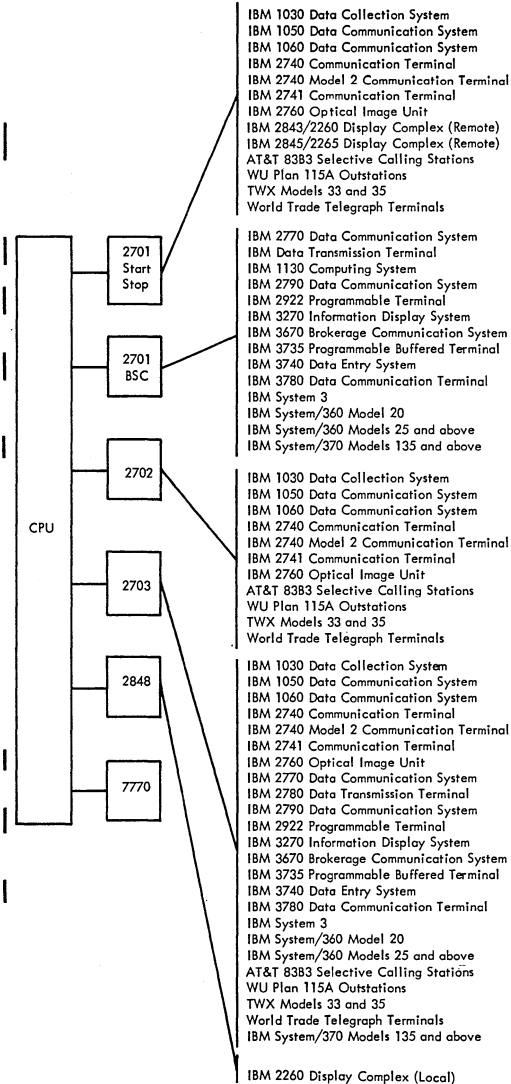 IBM 1030 Data Collection System
IBM 1050 Data Communication System
IBM 1060 Data Communication System
IBM 2740 Communication Terminal
IBM 2740 Model 2 Communication Terminal
IBM 2741 Communication Terminal
IBM 2760 Optical Image Unit
IBM 2843/2260 Display Complex (Remote)
IBM 2845/2265 Display Complex (Remote)
AT&T 83B3 Selective Calling Stations
WU Plan 115A Outstations
TWX Models 33 and 35
World Trade Telegraph Terminals
2701
Start
Stop
IBM 2770 Data Communication System
IBM Data Transmission Terminal
IBM 1130 Computing System
IBM 2790 Data Communication System
IBM 2922 Programmable Terminal
IBM 3270 Information Display System
IBM 3670 Brokerage Communication System
IBM 3735 Programmable Buffered Terminal
IBM 3740 Data Entry System
IBM 3780 Data Communication Terminal
IBM System 3
IBM System/360 Model 20
IBM System/360 Models 25 and above
IBM System/370 Models 135 and above
2701
BSC
2702
IBM 1030 Data Collection System
IBM 1050 Data Communication System
IBM 1060 Data Communication System
IBM 2740 Communication Terminal
IBM 2740 Model 2 Communication Terminal
IBM 2741 Communication Terminal
IBM 2760 Optical Image Unit
AT&T 83B3 Selective Calling Stations
WU Plan 115A Outstations
TWX Models 33 and 35
World Trade Telegraph Terminals
CPU
2703
2848
7770
IBM 1030 Data Collection System
IBM 1050 Data Communication System
IBM 1060 Data Communication System
IBM 2740 Communication Terminal
IBM 2740 Model 2 Communication Terminal
IBM 2741 Communication Terminal
IBM 2760 Optical Image Unit
IBM 2770 Data Communication System
IBM 2780 Data Transmission Terminal
IBM 2790 Data Communication System
IBM 2922 Programmable Terminal
IBM 3270 Information Display System
IBM 3670 Brokerage Communication System
IBM 3735 Programmable Buffered Terminal
IBM 3740 Data Entry System
IBM 3780 Data Communication Terminal
IBM System 3
IBM System/360 Model 20
IBM System/360 Models 25 and above
AT&T 83B3 Selective Calling Stations
WU Plan 115A Outstations
TWX Models 33 and 35
World Trade Telegraph Terminals
IBM System/370 Models 135 and above
IBM 2260 Display Complex (Local)